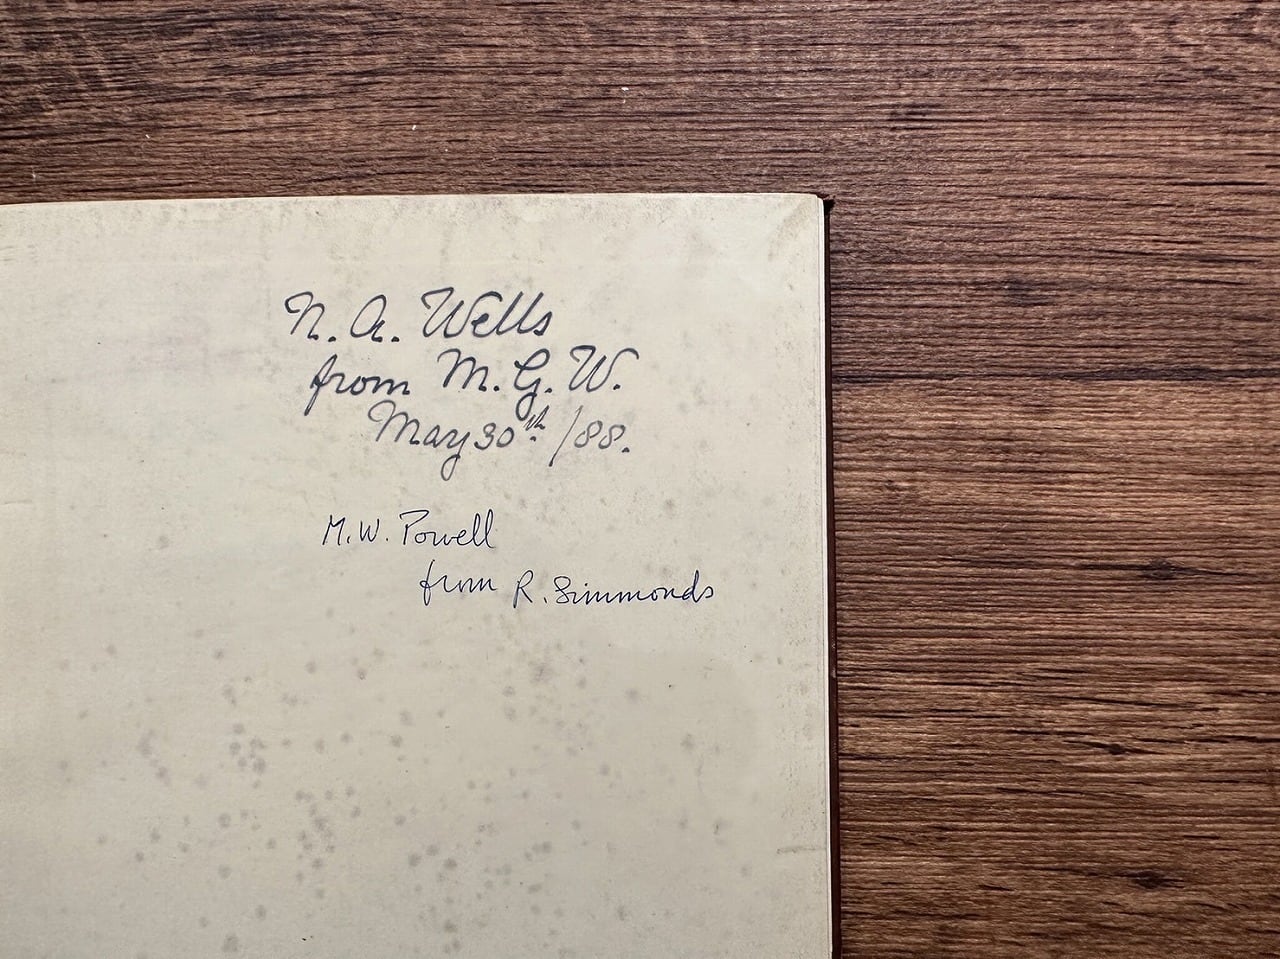 N. A. Wells
from M. G. W.
May 30th /88.
M. W. Powell
from R. Simmonds